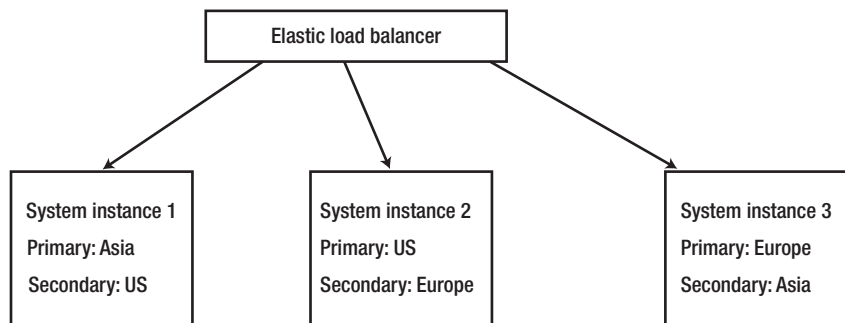 Elastic load balancer
System instance 1
Primary: Asia
Secondary: US
System instance 2
Primary: US
Secondary: Europe
System instance 3
Primary: Europe
Secondary: Asia